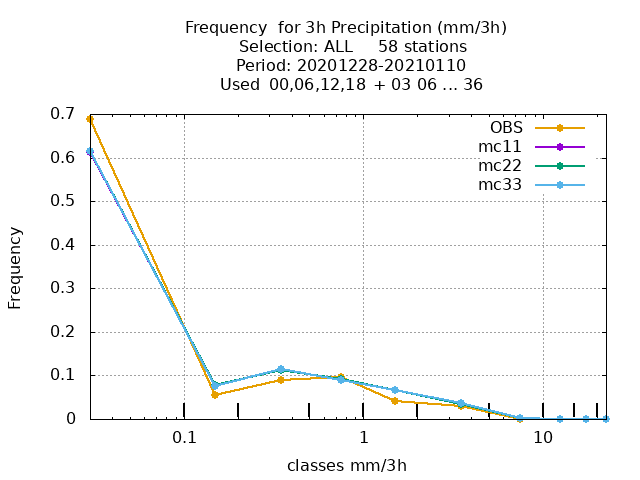 Frequency for 3h Precipitation (mm/3h)
Selection: ALL 58 stations
Period: 20201228-20210110
Used 00,06,12,18 + 03 06 ... 36
0.7
0.6
0.5
0.4
0.3
0.2
0.1
0
Frequency
OBS
mc11
mc22
mc33
0.1 1 10
classes mm/3h